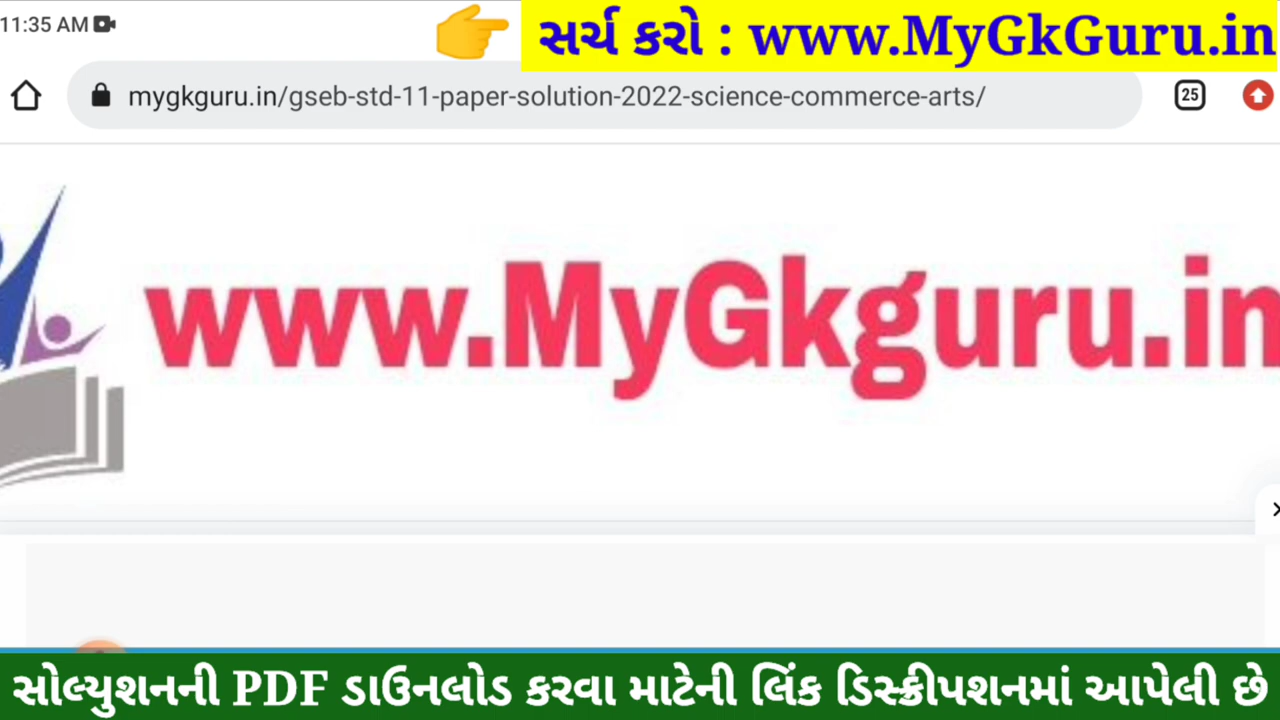 11:35 AM
👉 સર્ચ કરો : www.MyGkGuru.in
mygkguru.in/gseb-std-11-paper-solution-2022-science-commerce-arts/
25
www.MyGkguru.in
સોલ્યુશનની PDF ડાઉનલોડ કરવા માટેની લિંક ડિસ્ક્રીપશનમાં આપેલી છે